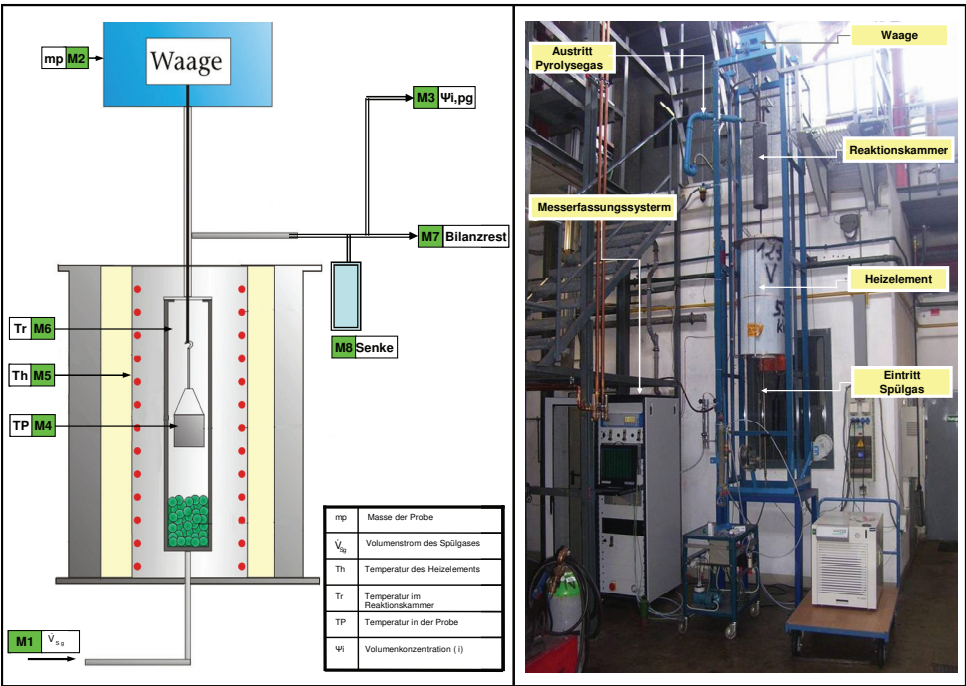 Waage
mp M2
M3 Ψi,pg
M7 Bilanzrest
M8 Senke
Tr M6
Th M5
TP M4
M1 V̇ Sg
mp Masse der Probe
V̇Sg Volumenstrom des Spülgases
Th Temperatur des Heizelements
Tr Temperatur im
Reaktionskammer
TP Temperatur in der Probe
Ψi Volumenkonzentration ( i )
Waage
Austritt
Pyrolysegas
Reaktionskammer
Messerfassungssysterm
Heizelement
Eintritt
Spülgas
129
V